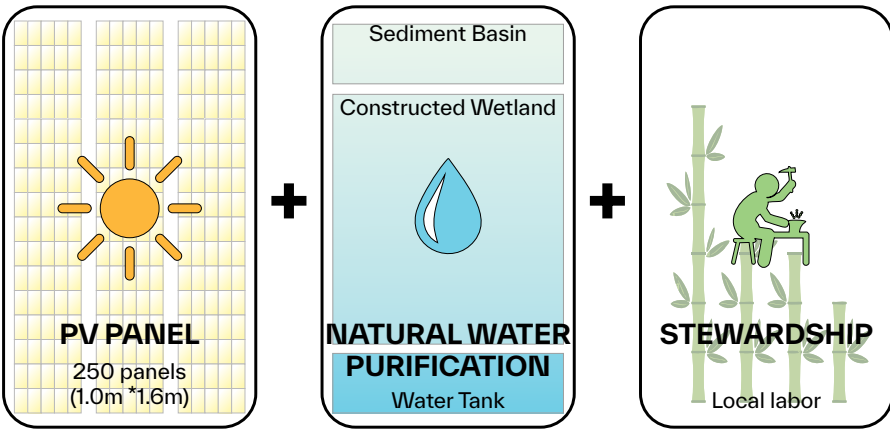 PV PANEL
250 panels
(1.0m *1.6m)
+
Sediment Basin
Constructed Wetland
NATURAL WATER
PURIFICATION
Water Tank
+
STEWARDSHIP
Local labor